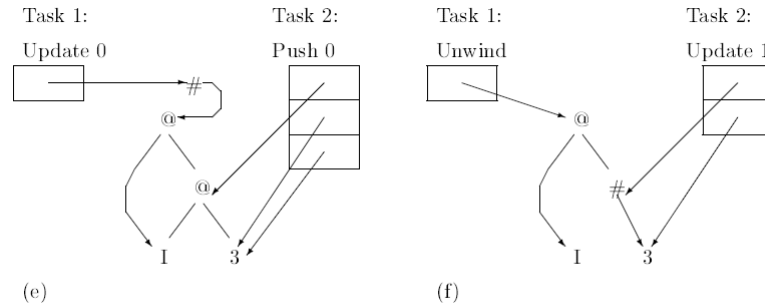 Task 1:
Task 2:
Update 0
Push 0
#
@
@
I
3
(e)
Task 1:
Task 2:
Unwind
Update 1
@
#
I
3
(f)